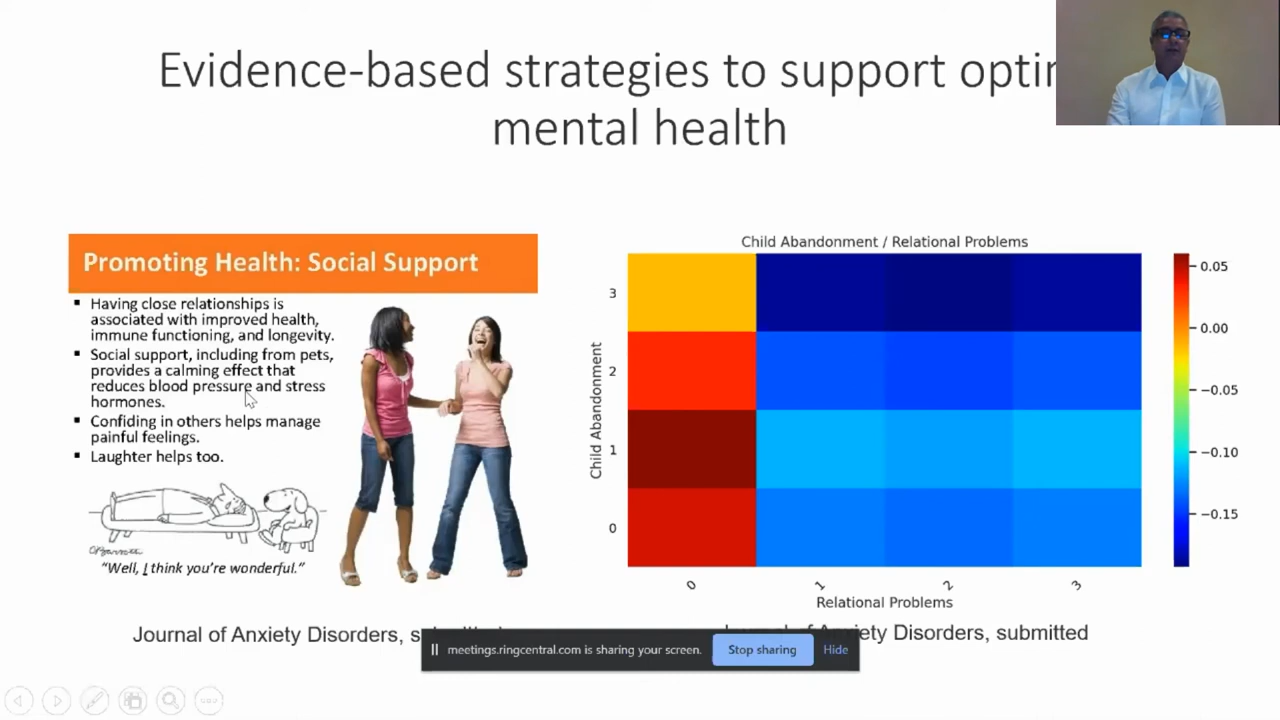 Evidence-based strategies to support optim
mental health
Promoting Health: Social Support
▪ Having close relationships is
associated with improved health,
immune functioning, and longevity.
▪ Social support, including from pets,
provides a calming effect that
reduces blood pressure and stress
hormones.
▪ Confiding in others helps manage
painful feelings.
▪ Laughter helps too.
"Well, I think you're wonderful."
Journal of Anxiety Disorders,
Child Abandonment / Relational Problems
Child Abandonment
3
2
1
0
0
1
2
3
Relational Problems
0.05
0.00
−0.05
−0.10
−0.15
Journal of Anxiety Disorders, submitted
meetings.ringcentral.com is sharing your screen.
Stop sharing
Hide